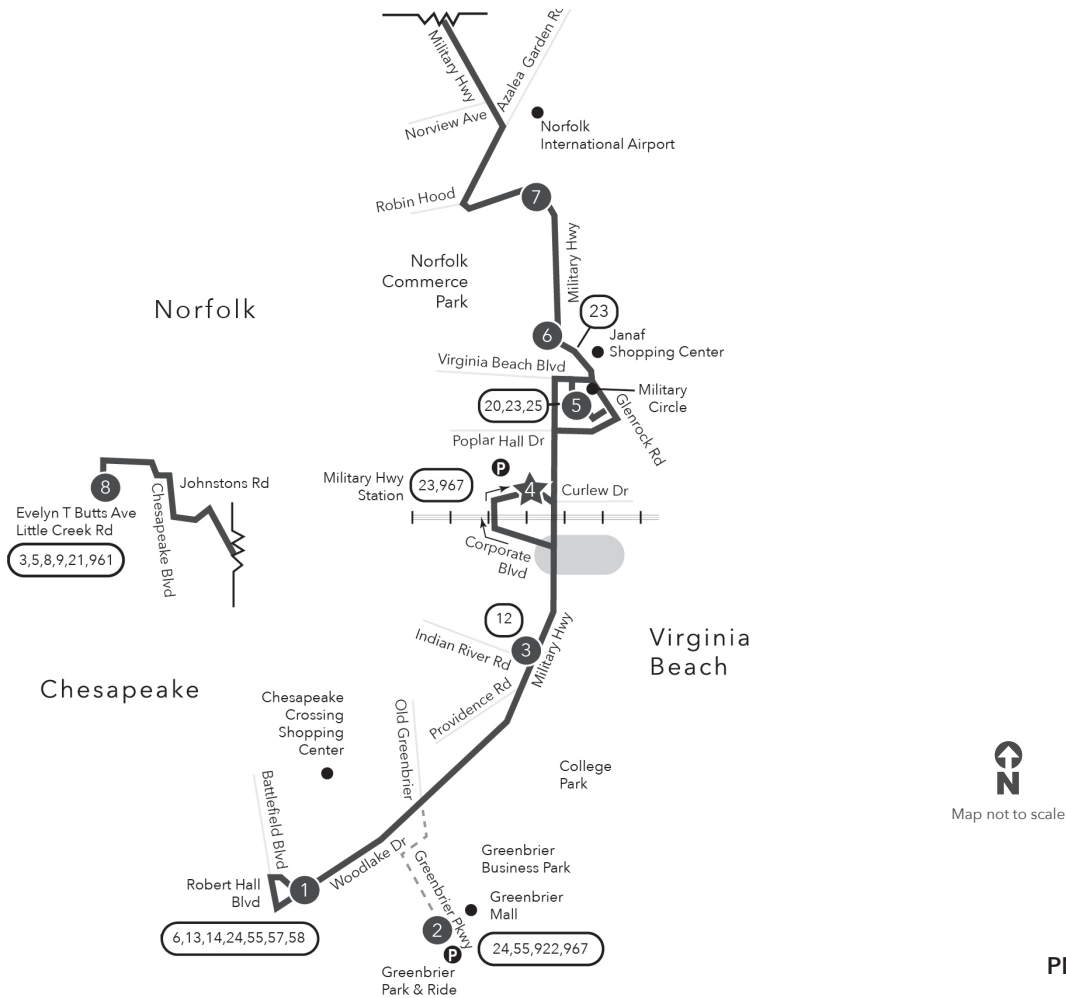 Military Hwy
Azalea Garden Ro
Norview Ave
Norfolk
International Airport
Robin Hood
7
Military Hwy
Norfolk
Commerce
Park
Norfolk
23
6
Janaf
Shopping Center
Virginia Beach Blvd
Military
Circle
20,23,25
5
Glenrock Rd
Poplar Hall Dr
P
Military Hwy
Station
23,967
4
Curlew Dr
8
Johnstons Rd
Evelyn T Butts Ave
Little Creek Rd
Chesapeake Blvd
3,5,8,9,21,961
Corporate
Blvd
12
3
Indian River Rd
Military Hwy
Virginia
Beach
Chesapeake
Providence Rd
Chesapeake
Crossing
Shopping
Center
Old Greenbrier
College
Park
N
Map not to scale
Battlefield Blvd
Woodlake Dr
Greenbrier Pkwy
Greenbrier
Business Park
Robert Hall
Blvd
1
Greenbrier
Mall
2
6,13,14,24,55,57,58
24,55,922,967
P
Greenbrier
Park & Ride
Pl